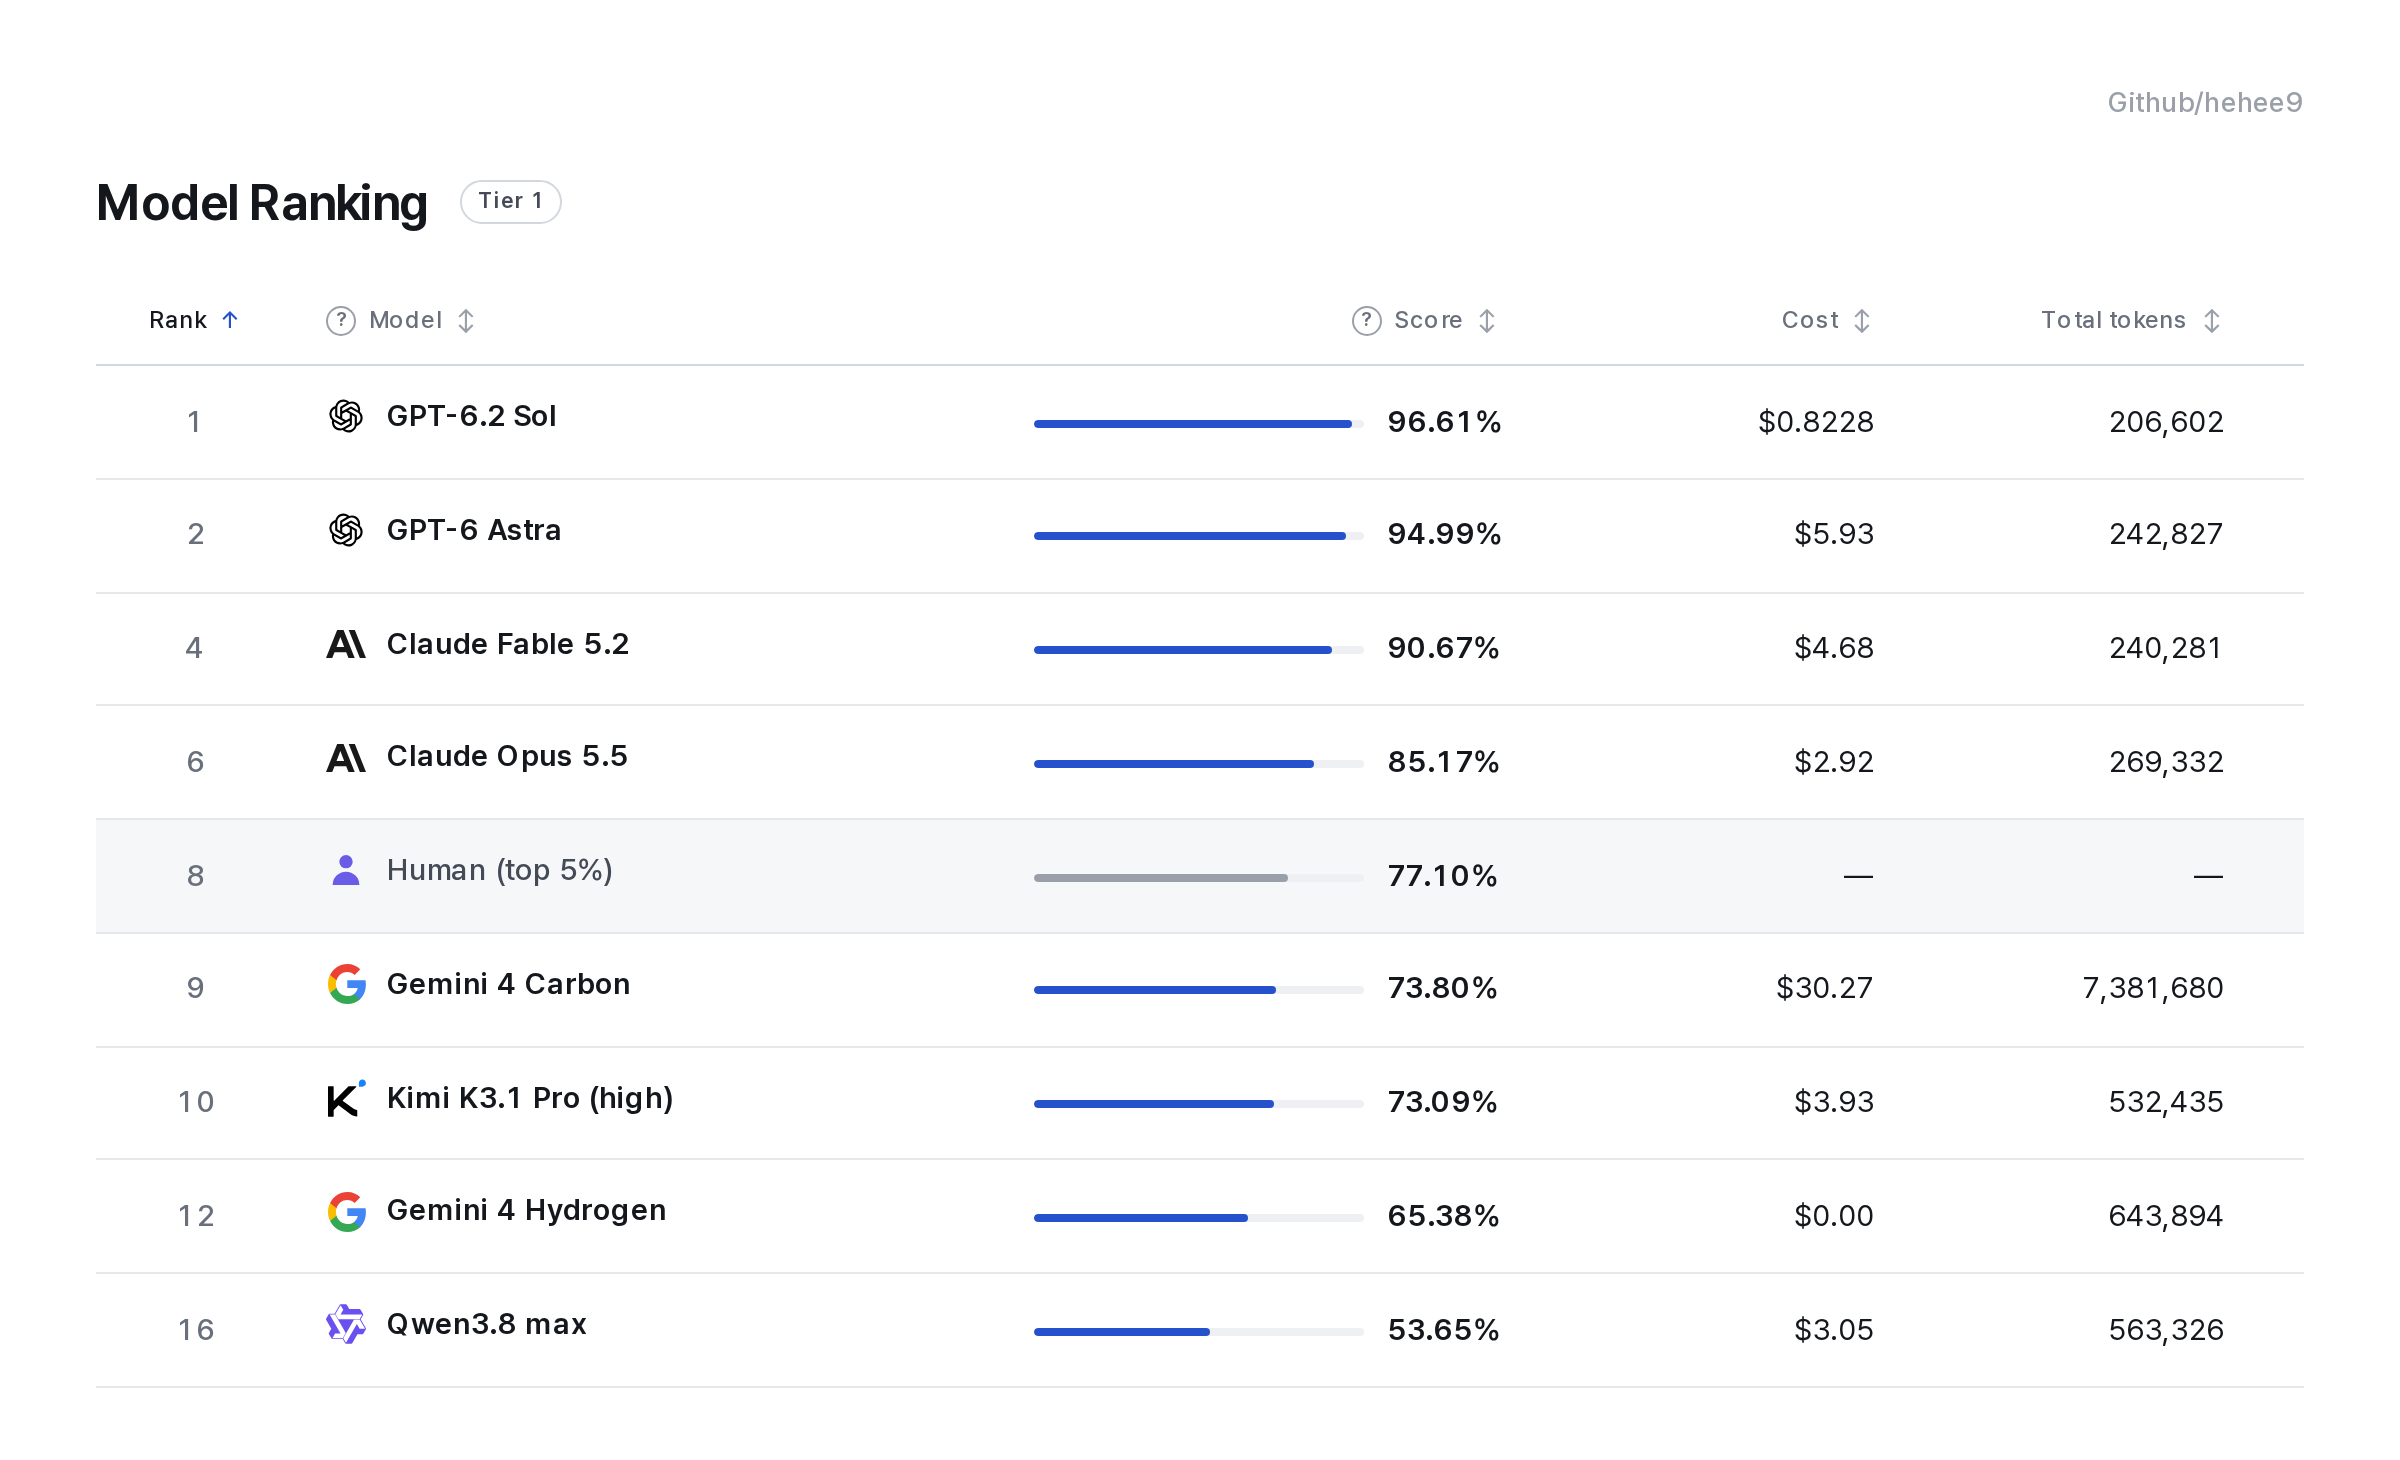 Github/hehee9
Model Ranking Tier 1
Rank ↑ ? Model ↕ ? Score ↕ Cost ↕ Total tokens ↕
1 GPT-6.2 Sol 96.61% $0.8228 206,602
2 GPT-6 Astra 94.99% $5.93 242,827
4 Claude Fable 5.2 90.67% $4.68 240,281
6 Claude Opus 5.5 85.17% $2.92 269,332
8 Human (top 5%) 77.10% — —
9 Gemini 4 Carbon 73.80% $30.27 7,381,680
10 Kimi K3.1 Pro (high) 73.09% $3.93 532,435
12 Gemini 4 Hydrogen 65.38% $0.00 643,894
16 Qwen3.8 max 53.65% $3.05 563,326